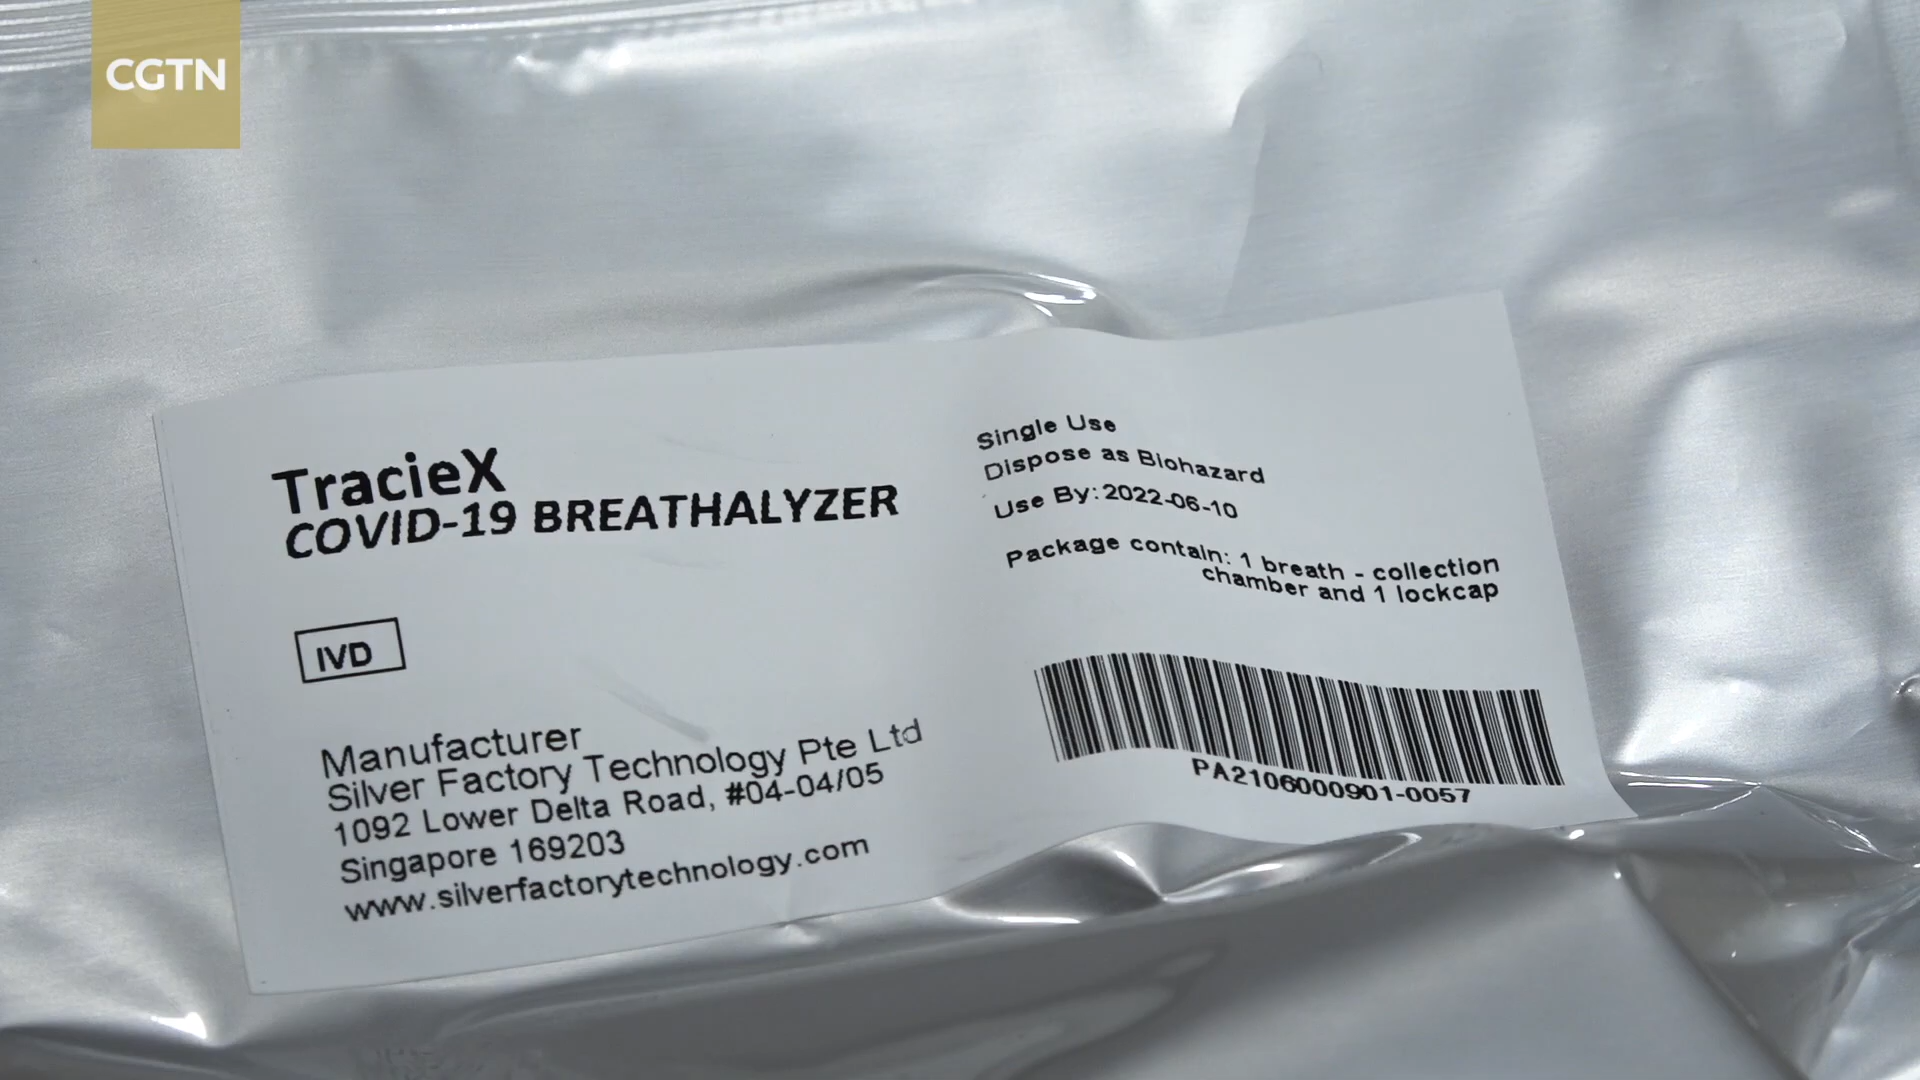 CGTN
TracieX
COVID-19 BREATHALYZER
IVD
Manufacturer
Silver Factory Technology Pte Ltd
1092 Lower Delta Road, #04-04/05
Singapore 169203
www.silverfactorytechnology.com
Single Use
Dispose as Biohazard
Use By: 2022-06-10
Package contain: 1 breath - collection
chamber and 1 lockcap
PA2106000901-0057